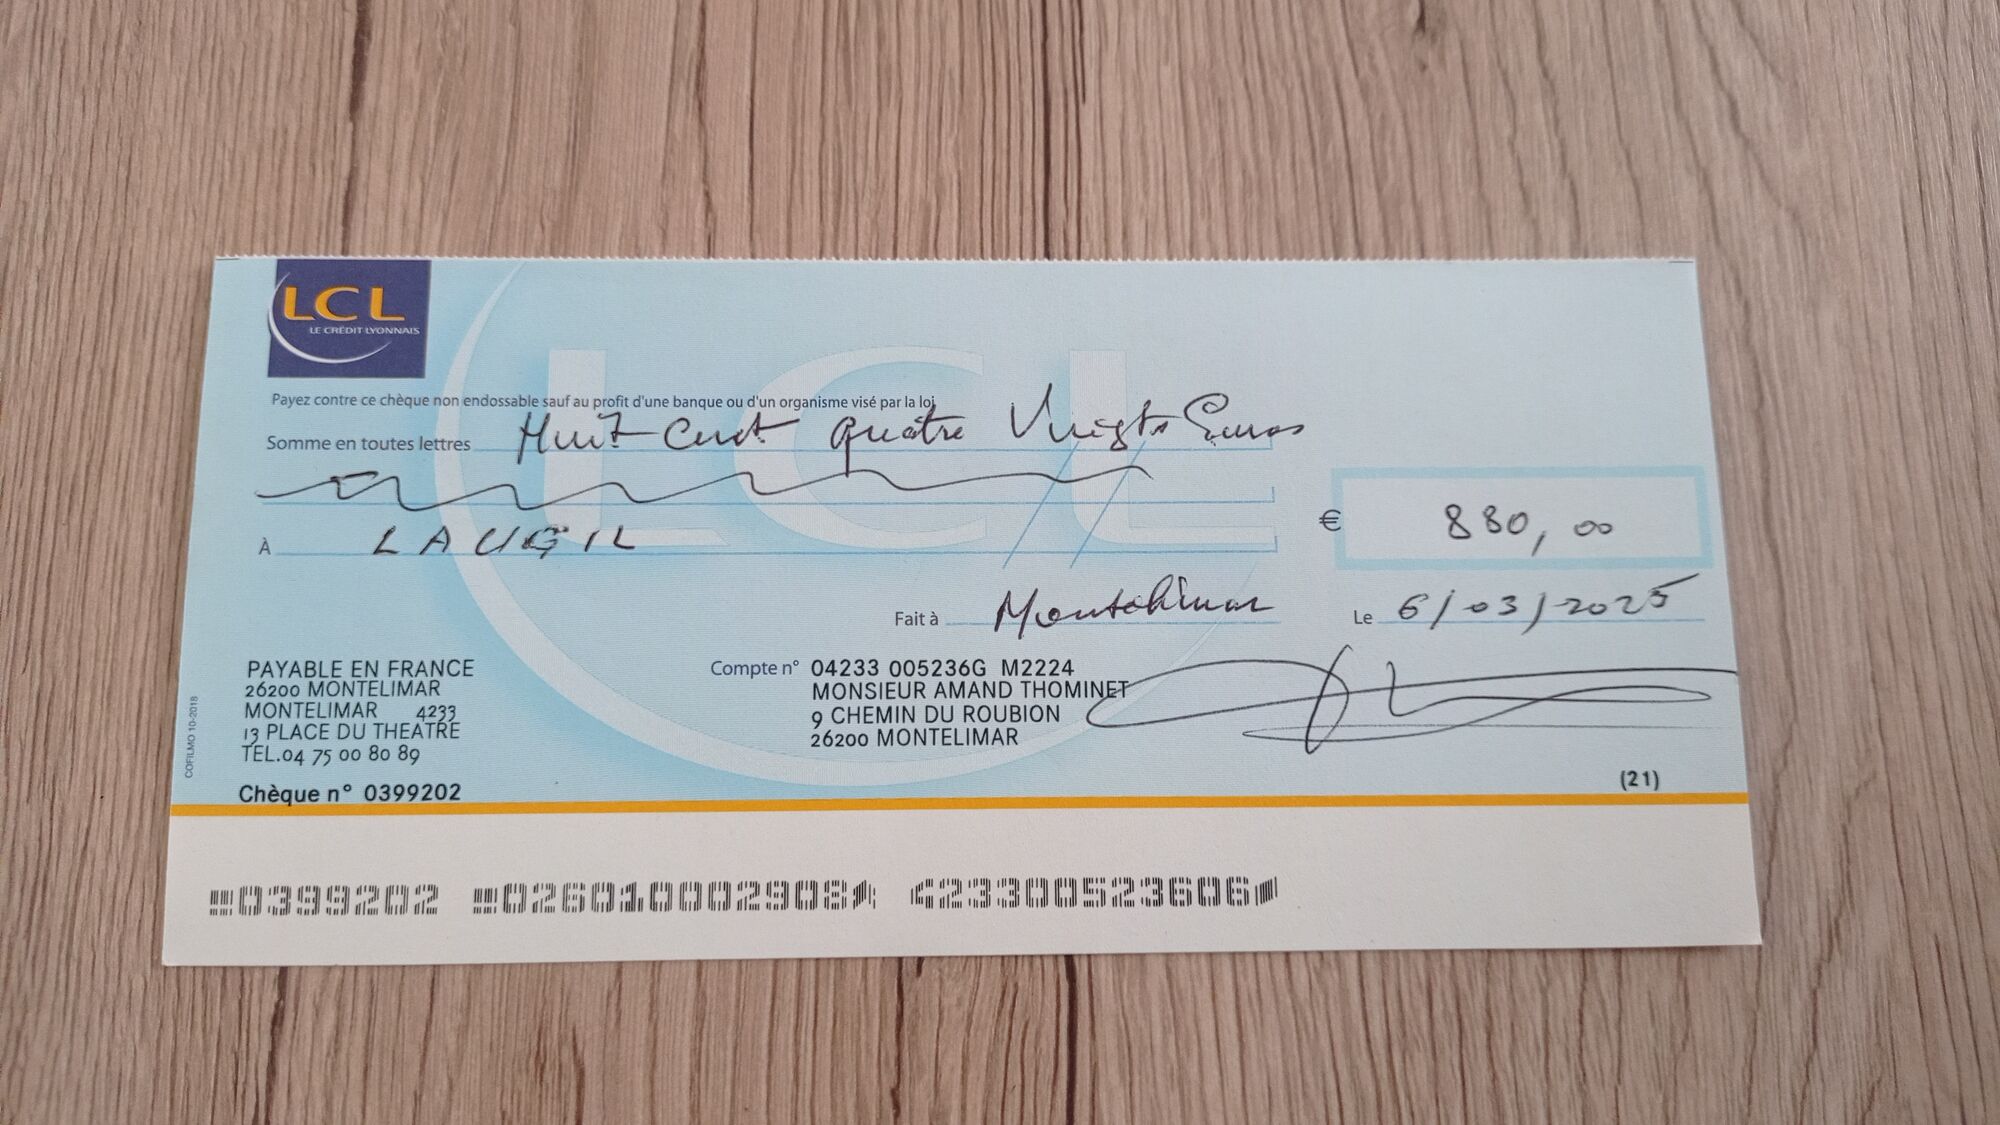 LCL
LE CRÉDIT LYONNAIS
Payez contre ce chèque non endossable sauf au profit d'une banque ou d'un organisme visé par la loi
Somme en toutes lettres Huit Cent quatre Vingts Euros
À LAUGIL
€ 880,00
Fait à Montélimar Le 6/03/2025
PAYABLE EN FRANCE
26200 MONTELIMAR
MONTELIMAR 4233
13 PLACE DU THEATRE
TEL.04 75 00 80 89
Compte n° 04233 005236G M2224
MONSIEUR AMAND THOMINET
9 CHEMIN DU ROUBION
26200 MONTELIMAR
COFILMO 10-2018
Chèque n° 0399202
(21)
0399202 026010002908 423300523606